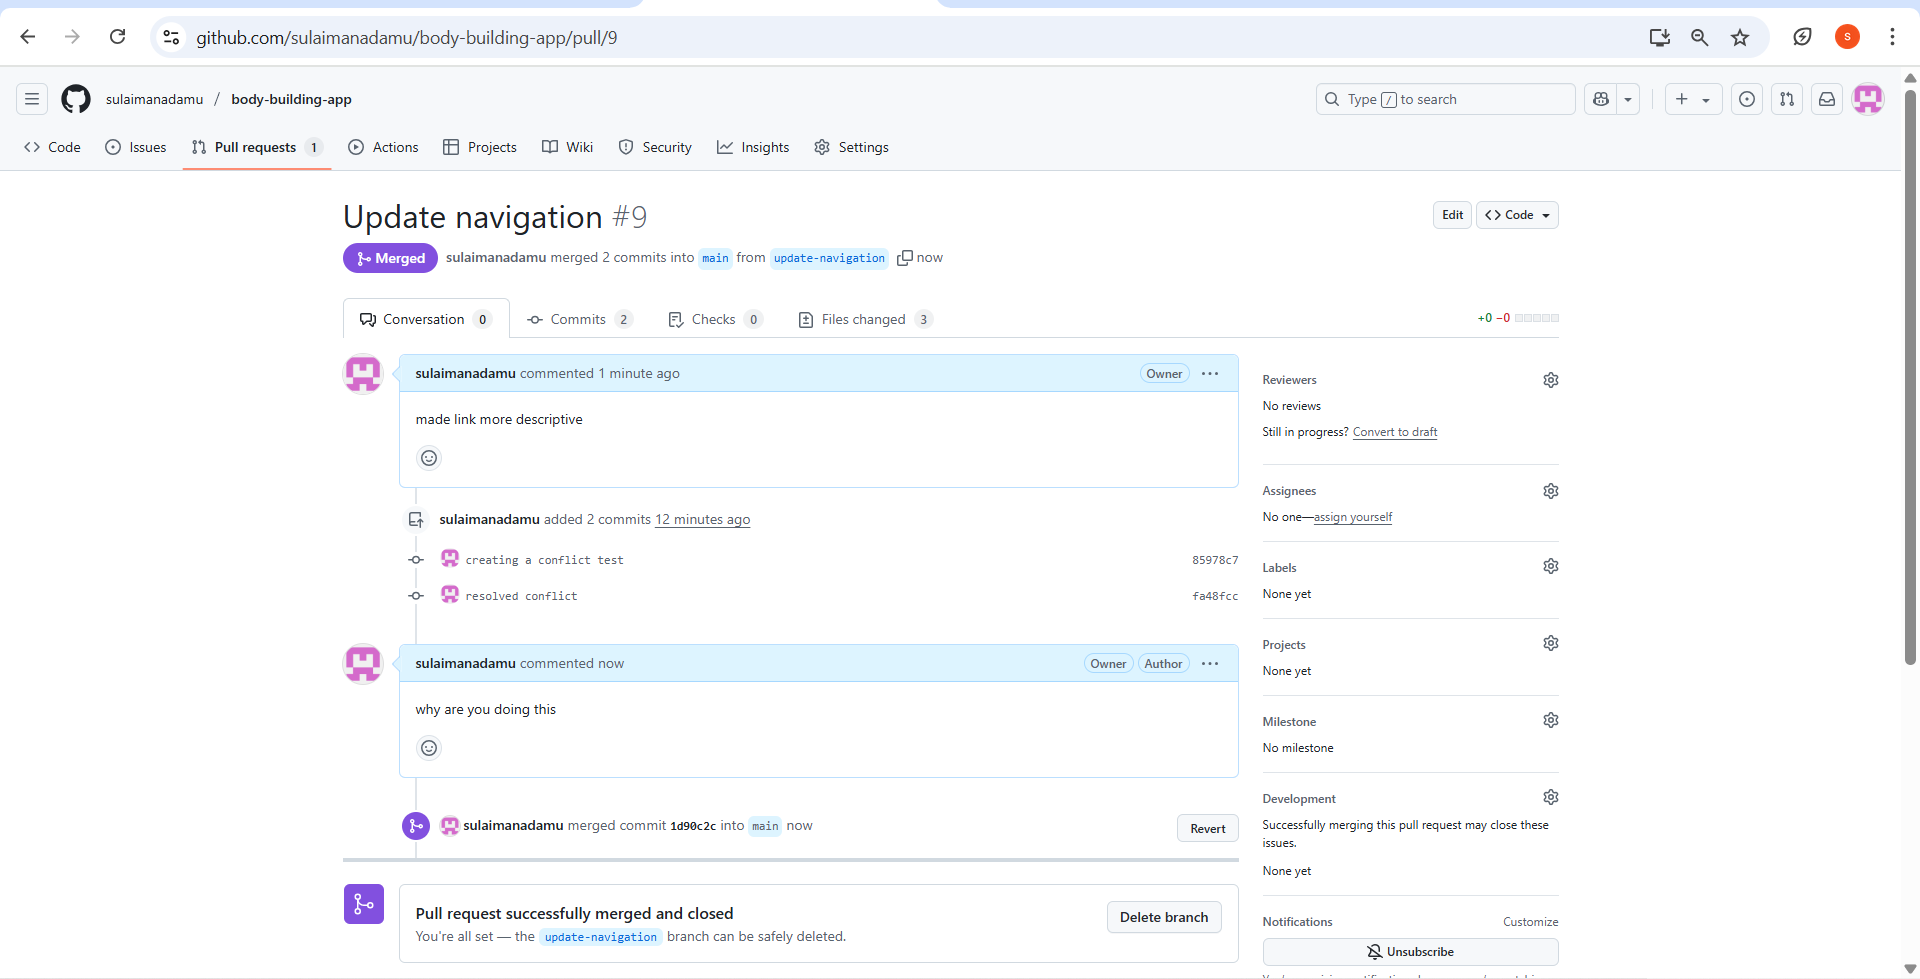 github.com/sulaimanadamu/body-building-app/pull/9
S
sulaimanadamu / body-building-app
Type / to search
Code
Issues
Pull requests 1
Actions
Projects
Wiki
Security
Insights
Settings
Update navigation #9
Edit
<> Code
Merged
sulaimanadamu merged 2 commits into main from update-navigation now
Conversation 0
Commits 2
Checks 0
Files changed 3
+0 −0
sulaimanadamu commented 1 minute ago
Owner
made link more descriptive
sulaimanadamu added 2 commits 12 minutes ago
creating a conflict test 85978c7
resolved conflict fa48fcc
sulaimanadamu commented now
Owner
Author
why are you doing this
sulaimanadamu merged commit 1d90c2c into main now
Revert
Pull request successfully merged and closed
You're all set — the update-navigation branch can be safely deleted.
Delete branch
Reviewers
No reviews
Still in progress? Convert to draft
Assignees
No one—assign yourself
Labels
None yet
Projects
None yet
Milestone
No milestone
Development
Successfully merging this pull request may close these
issues.
None yet
Notifications
Customize
Unsubscribe